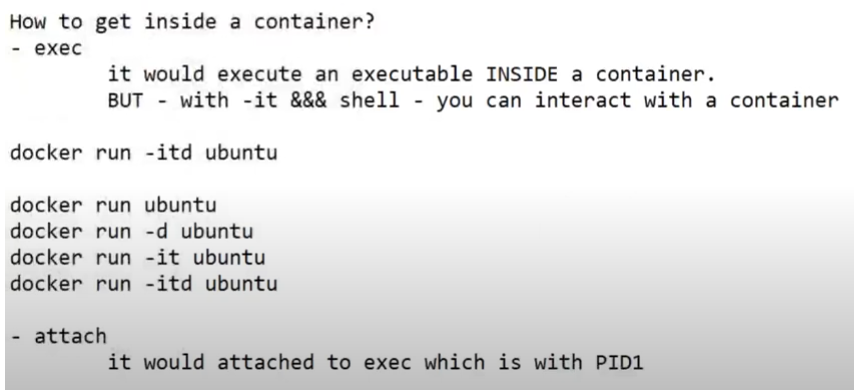 How to get inside a container?
- exec
it would execute an executable INSIDE a container.
BUT - with -it &&& shell - you can interact with a container
docker run -itd ubuntu
docker run ubuntu
docker run -d ubuntu
docker run -it ubuntu
docker run -itd ubuntu
- attach
it would attached to exec which is with PID1